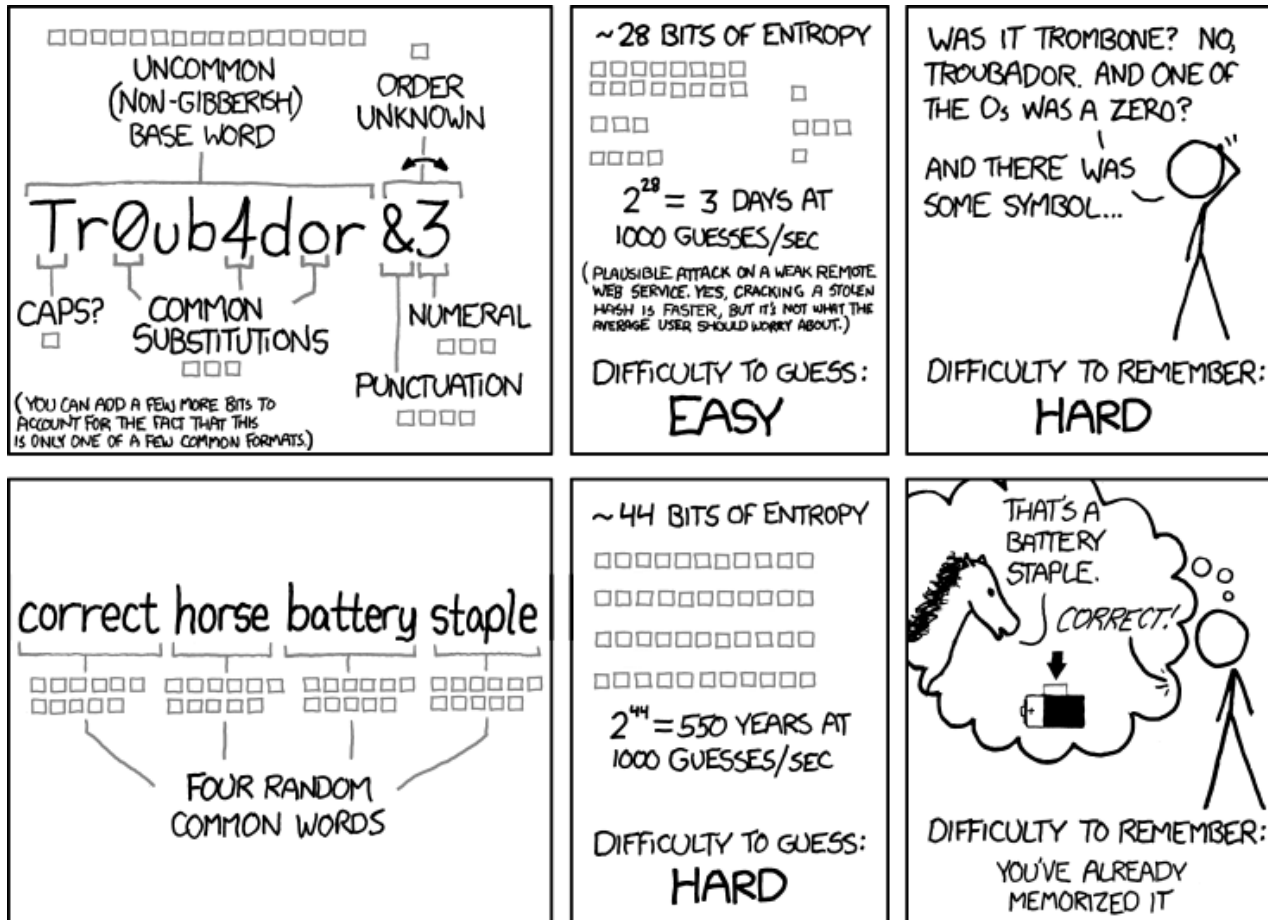 UNCOMMON
(NON-GIBBERISH)
BASE WORD
ORDER
UNKNOWN
Tr0ub4dor &3
CAPS?
COMMON
SUBSTITUTIONS
NUMERAL
PUNCTUATION
(YOU CAN ADD A FEW MORE BITS TO
ACCOUNT FOR THE FACT THAT THIS
IS ONLY ONE OF A FEW COMMON FORMATS.)
~28 BITS OF ENTROPY
2²⁸ = 3 DAYS AT
1000 GUESSES/SEC
(PLAUSIBLE ATTACK ON A WEAK REMOTE
WEB SERVICE. YES, CRACKING A STOLEN
HASH IS FASTER, BUT IT'S NOT WHAT THE
AVERAGE USER SHOULD WORRY ABOUT.)
DIFFICULTY TO GUESS:
EASY
WAS IT TROMBONE? NO,
TROUBADOR. AND ONE OF
THE Os WAS A ZERO?
AND THERE WAS
SOME SYMBOL...
DIFFICULTY TO REMEMBER:
HARD
correct horse battery staple
FOUR RANDOM
COMMON WORDS
~44 BITS OF ENTROPY
2⁴⁴ = 550 YEARS AT
1000 GUESSES/SEC
DIFFICULTY TO GUESS:
HARD
THAT'S A
BATTERY
STAPLE.
CORRECT!
+
DIFFICULTY TO REMEMBER:
YOU'VE ALREADY
MEMORIZED IT